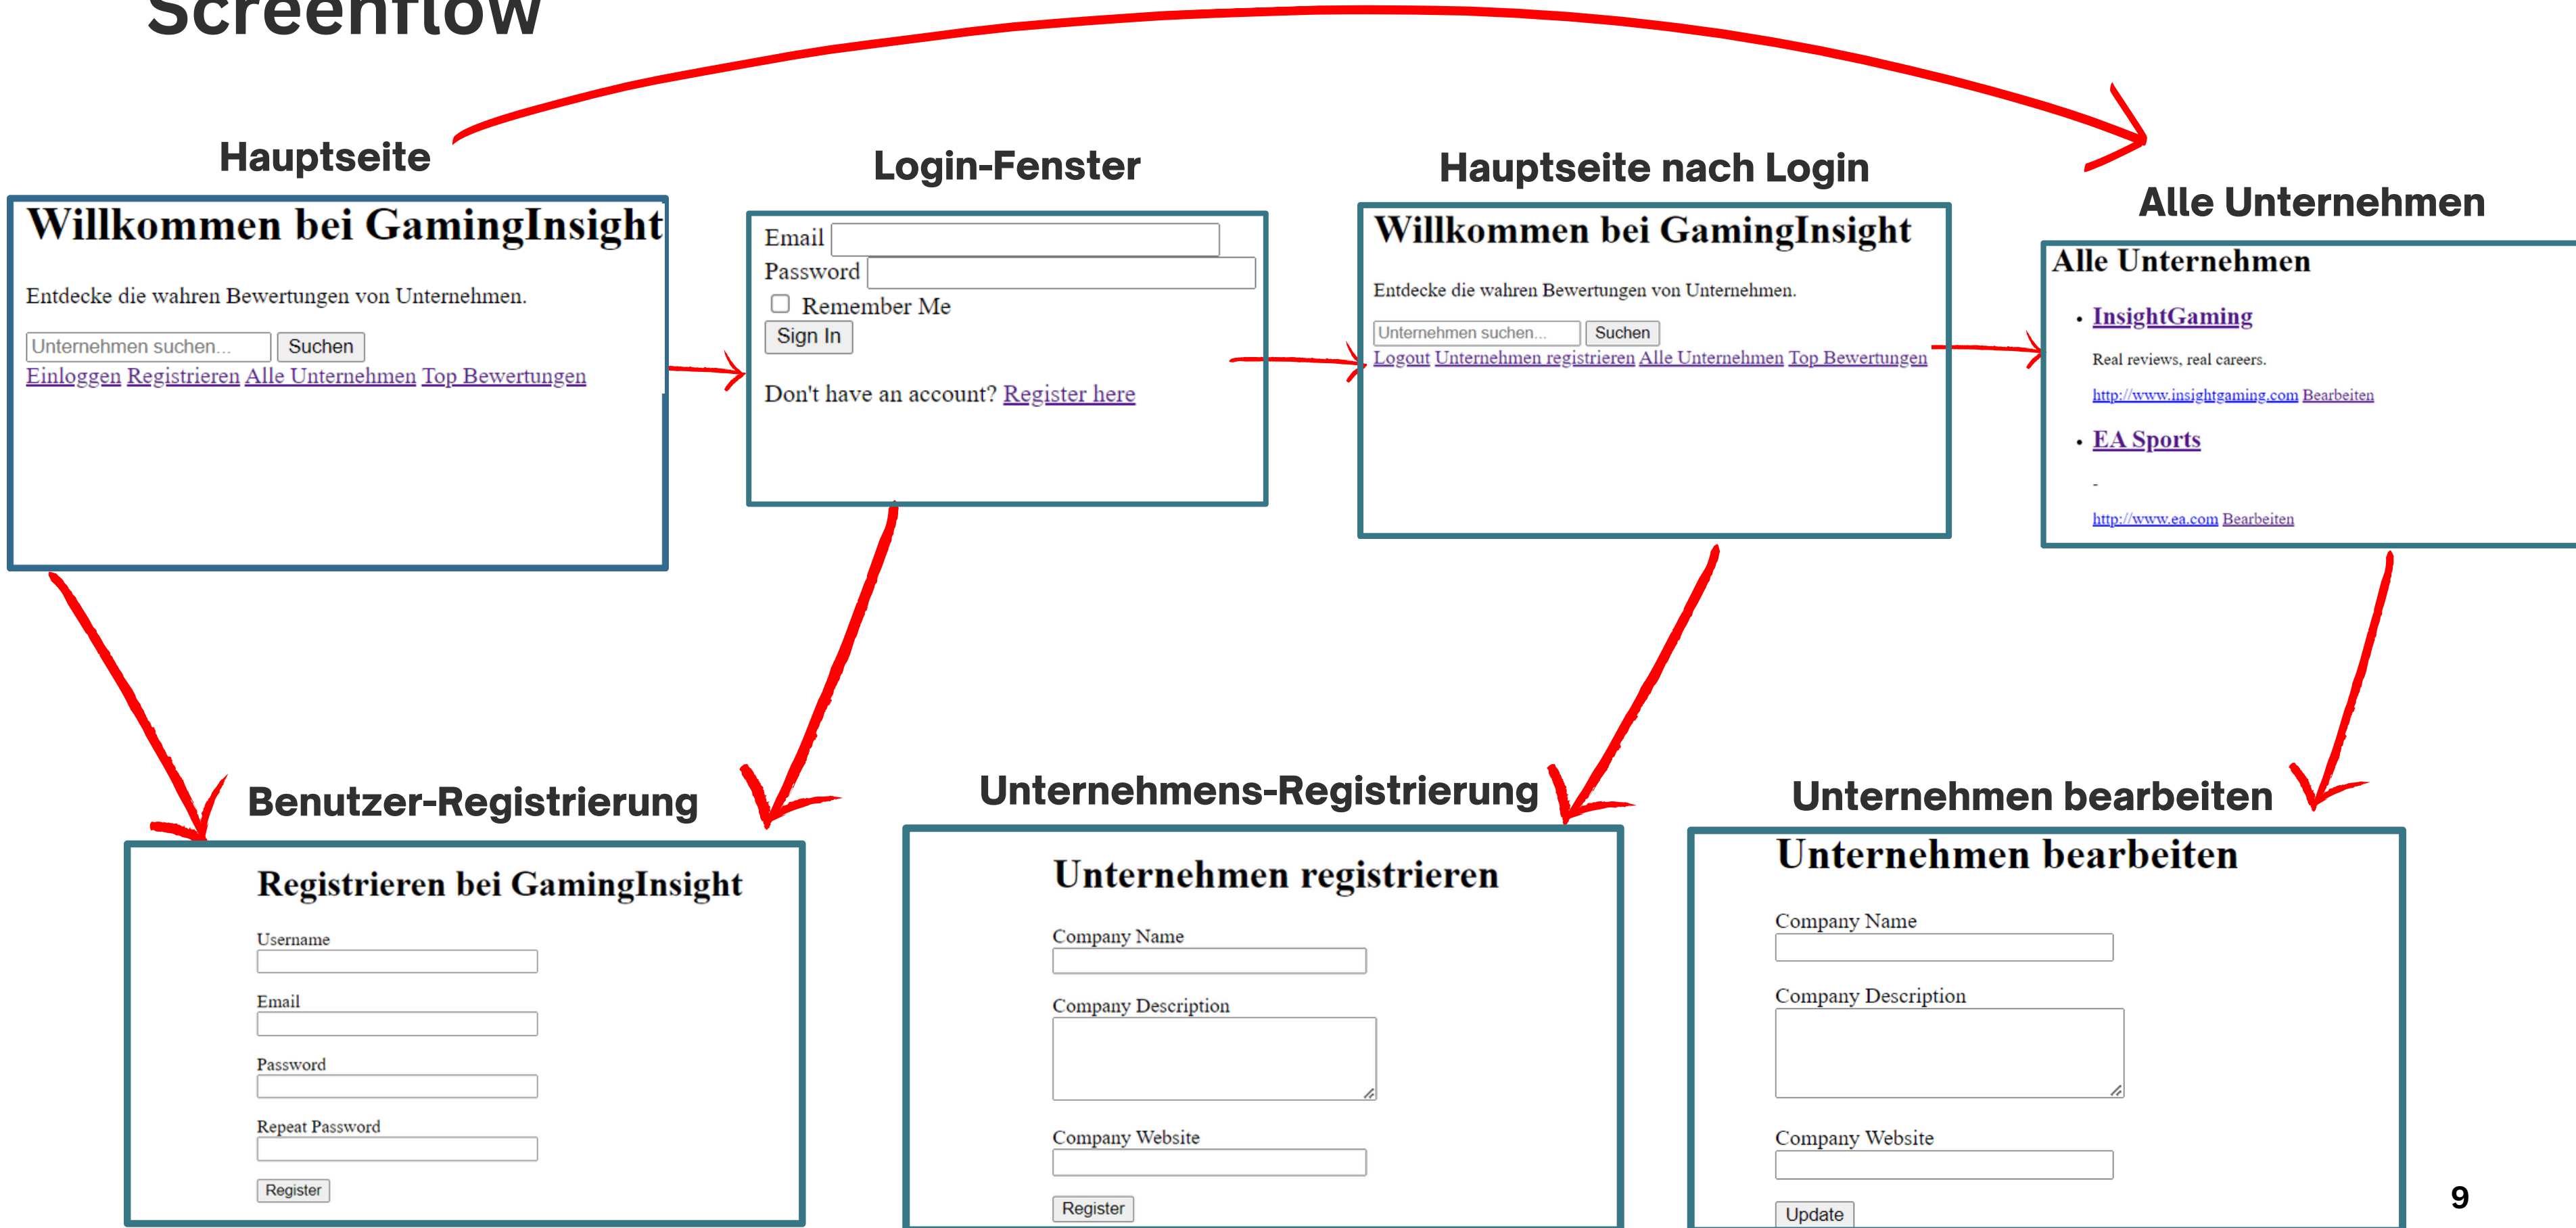 Screenflow
Hauptseite
Willkommen bei GamingInsight
Entdecke die wahren Bewertungen von Unternehmen.
Unternehmen suchen... Suchen
Einloggen Registrieren Alle Unternehmen Top Bewertungen
Login-Fenster
Email
Password
Remember Me
Sign In
Don't have an account? Register here
Hauptseite nach Login
Willkommen bei GamingInsight
Entdecke die wahren Bewertungen von Unternehmen.
Unternehmen suchen... Suchen
Logout Unternehmen registrieren Alle Unternehmen Top Bewertungen
Alle Unternehmen
Alle Unternehmen
• InsightGaming
Real reviews, real careers.
http://www.insightgaming.com Bearbeiten
• EA Sports
-
http://www.ea.com Bearbeiten
Benutzer-Registrierung
Registrieren bei GamingInsight
Username
Email
Password
Repeat Password
Register
Unternehmens-Registrierung
Unternehmen registrieren
Company Name
Company Description
Company Website
Register
Unternehmen bearbeiten
Unternehmen bearbeiten
Company Name
Company Description
Company Website
Update
9